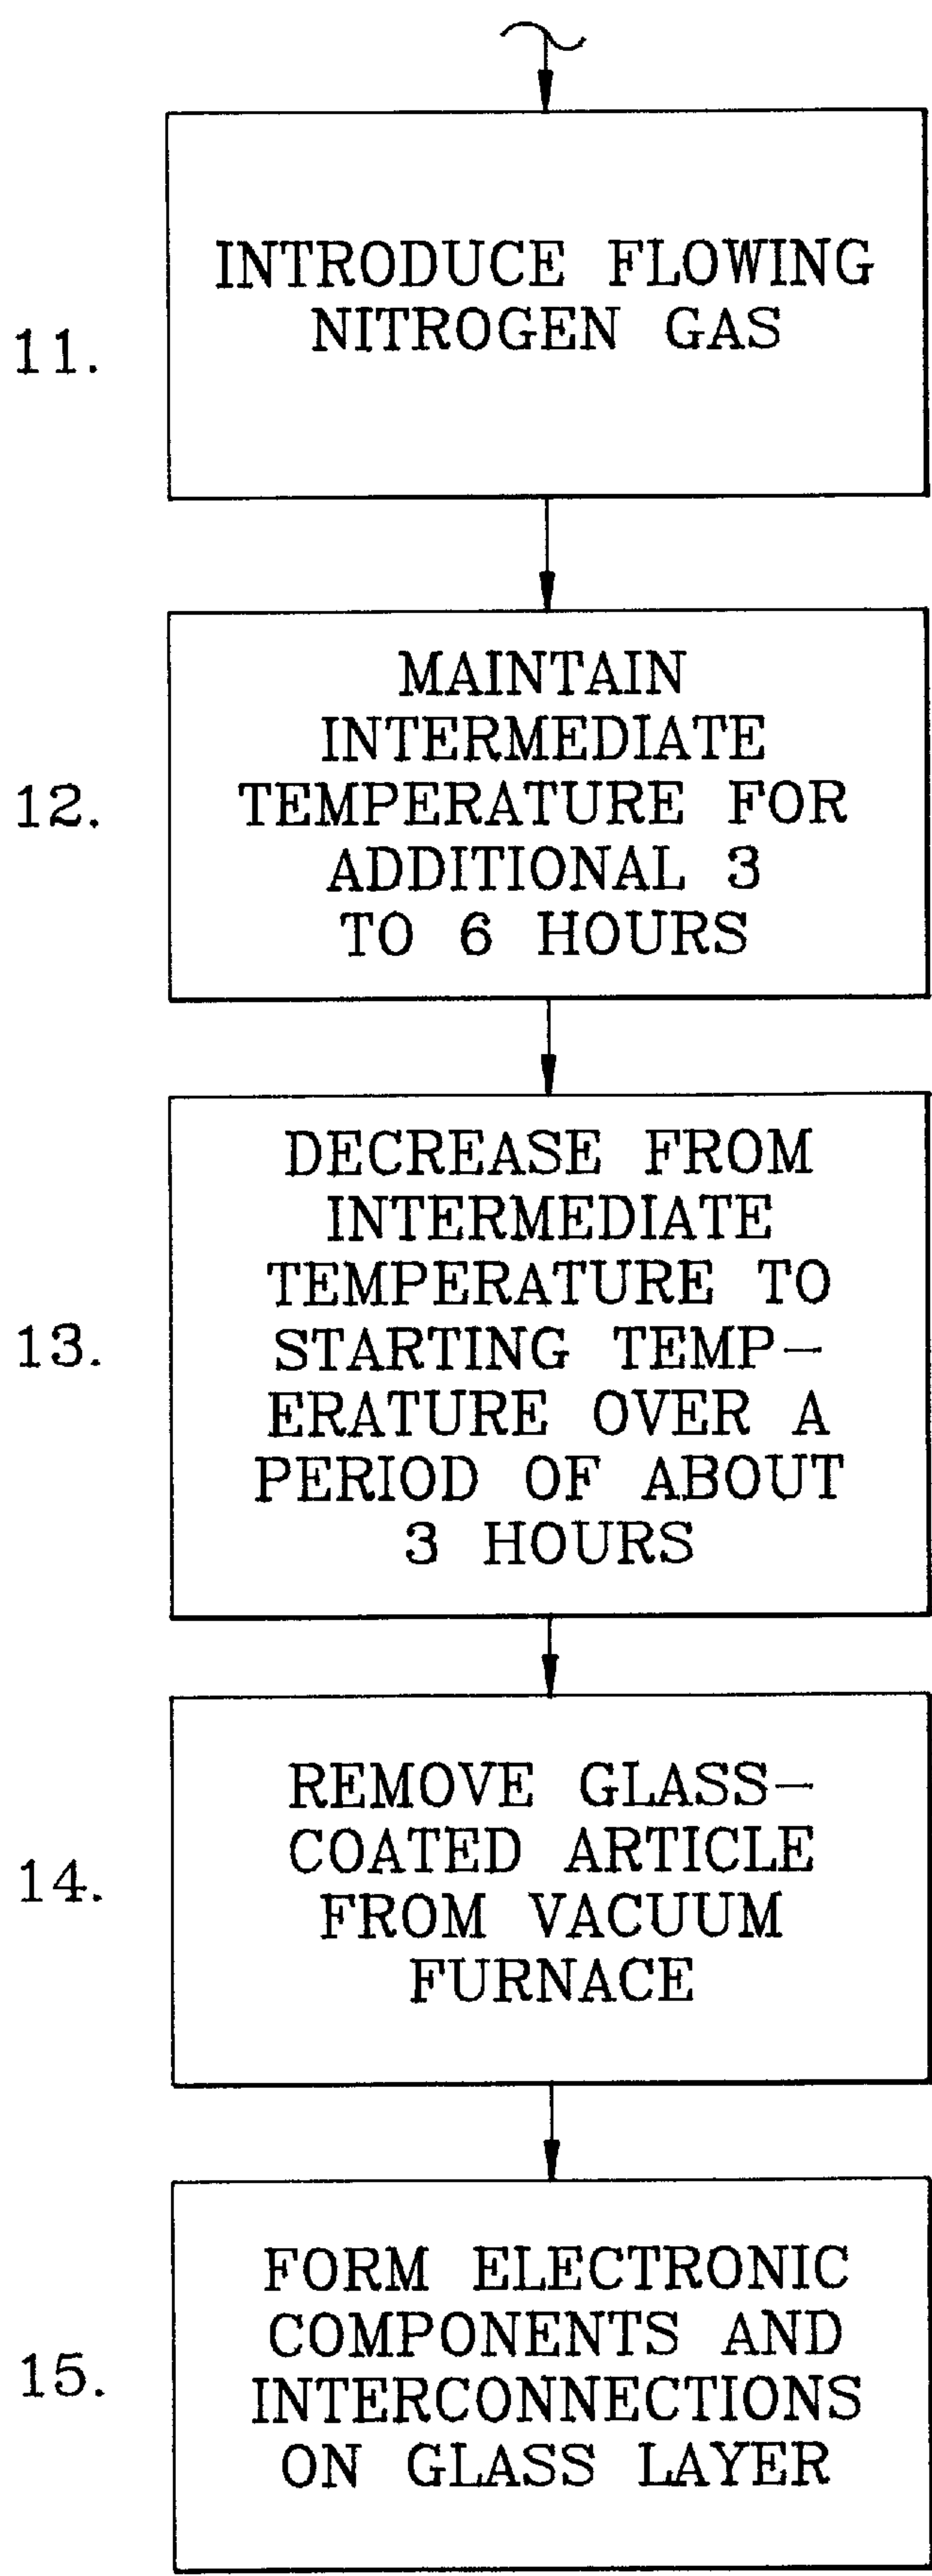 11.
INTRODUCE FLOWING
NITROGEN GAS
12.
MAINTAIN
INTERMEDIATE
TEMPERATURE FOR
ADDITIONAL 3
TO 6 HOURS
13.
DECREASE FROM
INTERMEDIATE
TEMPERATURE TO
STARTING TEMP-
ERATURE OVER A
PERIOD OF ABOUT
3 HOURS
14.
REMOVE GLASS-
COATED ARTICLE
FROM VACUUM
FURNACE
15.
FORM ELECTRONIC
COMPONENTS AND
INTERCONNECTIONS
ON GLASS LAYER